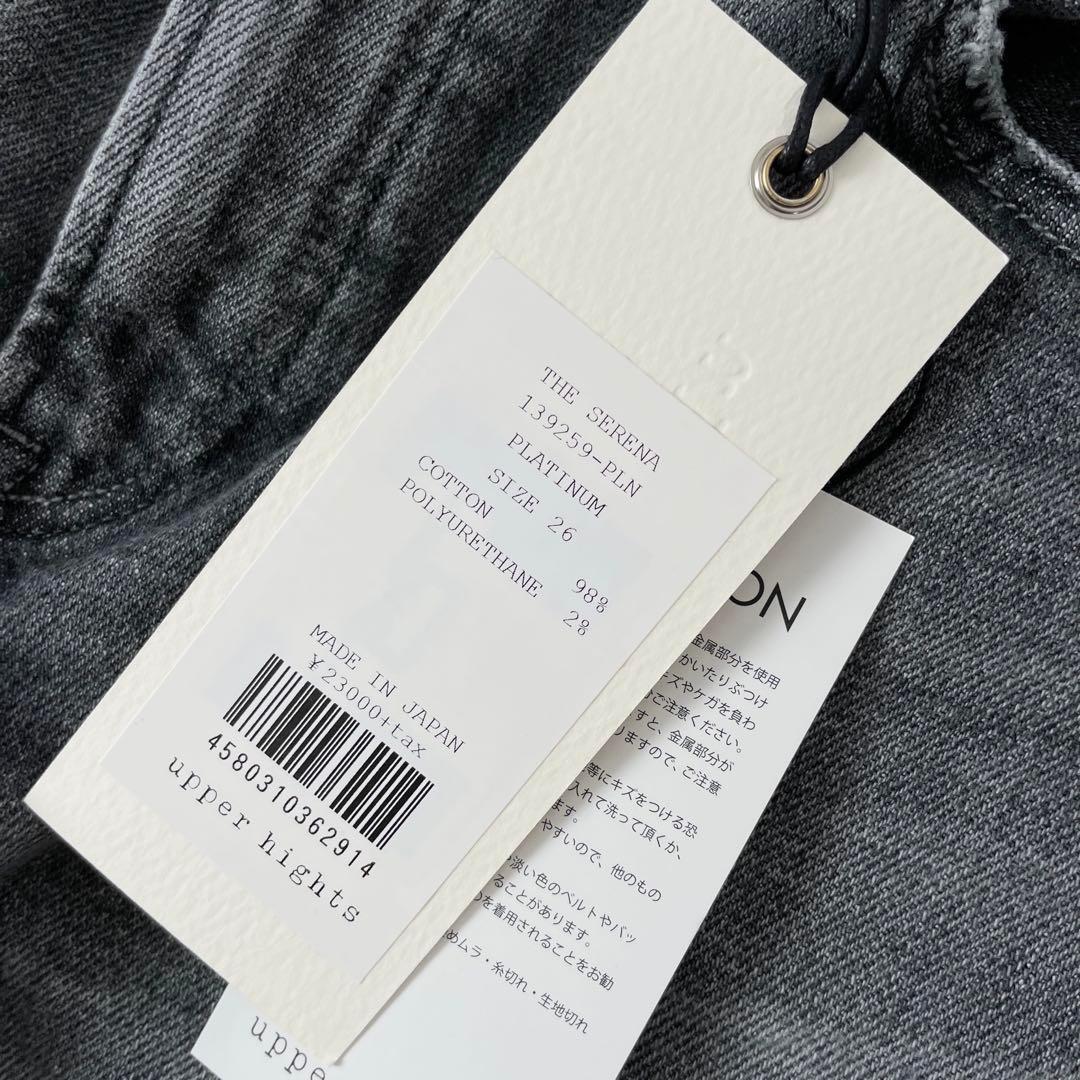 THE SERENA
139259-PLN
PLATINUM
SIZE 26
COTTON 98%
POLYURETHANE 2%
MADE IN JAPAN
¥23000+tax
4580310362914
upper hights
ON
金属部分を使用
かいたりぶつけ
キズやケガを負わ
ご注意ください。
すと、金属部分が
りますので、ご注意
等にキズをつける恐
入れて洗って頂くか、
ます。
やすいので、他のもの
淡い色のベルトやバッ
ることがあります。
のを着用されることをお勧
めムラ・糸切れ・生地切れ
uppe